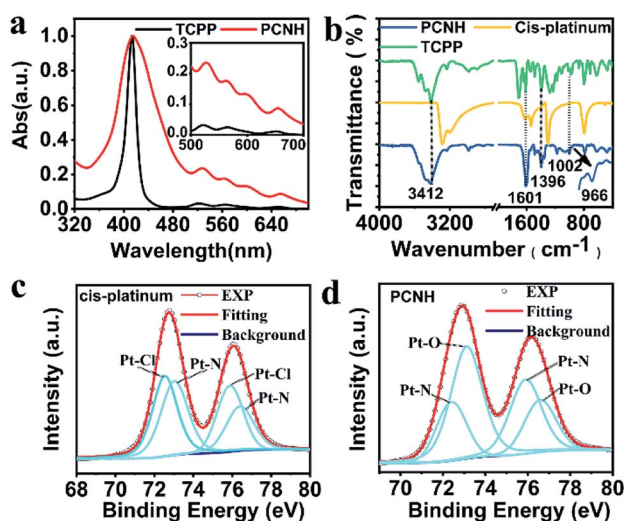 a
TCPP
PCNH
Abs(a.u.)
1.0
0.8
0.6
0.4
0.2
0.0
0.3
0.2
0.1
0.0
500
600
700
320
400
480
560
640
Wavelength(nm)
b
PCNH
Cis-platinum
TCPP
Transmittance ( % )
3412
1601
1396
1002
966
4000
3200
1600
1200
800
Wavenumber ( cm-1 )
c
cis-platinum
EXP
Fitting
Background
Pt-Cl
Pt-N
Pt-Cl
Pt-N
Intensity (a.u.)
68
70
72
74
76
78
80
Binding Energy (eV)
d
PCNH
EXP
Fitting
Background
Pt-O
Pt-N
Pt-N
Pt-O
Intensity (a.u.)
70
72
74
76
78
80
Binding Energy (eV)